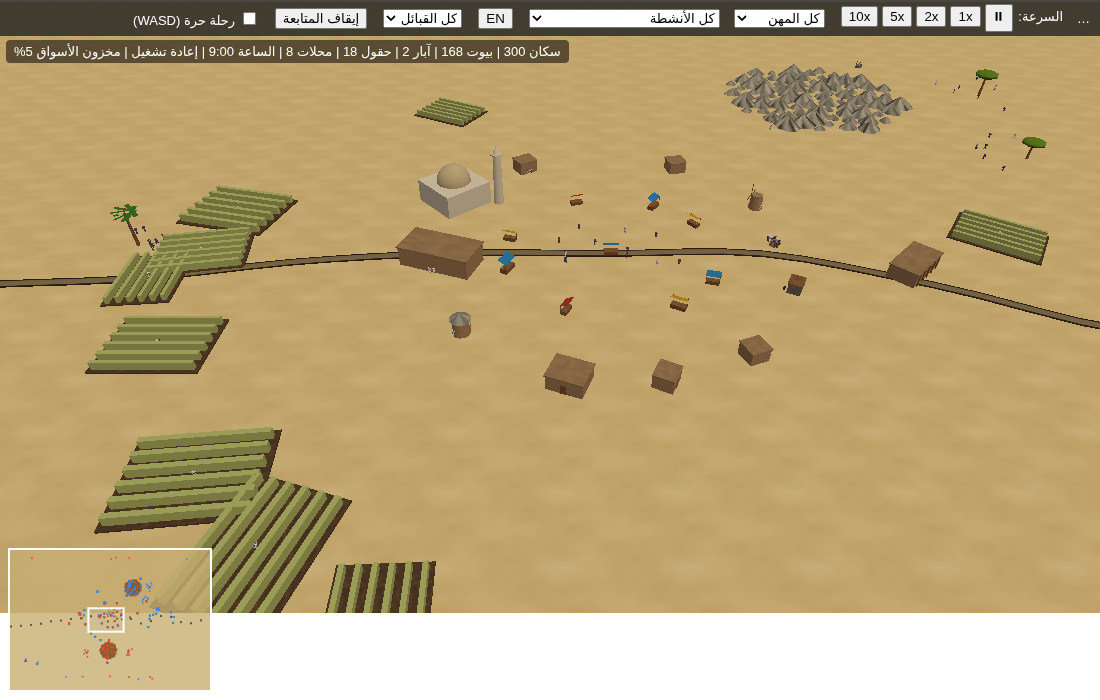 ... السرعة: ⏸ 1x 2x 5x 10x كل المهن كل الأنشطة EN كل القبائل إيقاف المتابعة رحلة حرة (WASD)
سكان 300 | بيوت 168 | آبار 2 | حقول 18 | محلات 8 | الساعة 9:00 | إعادة تشغيل | مخزون الأسواق 5%